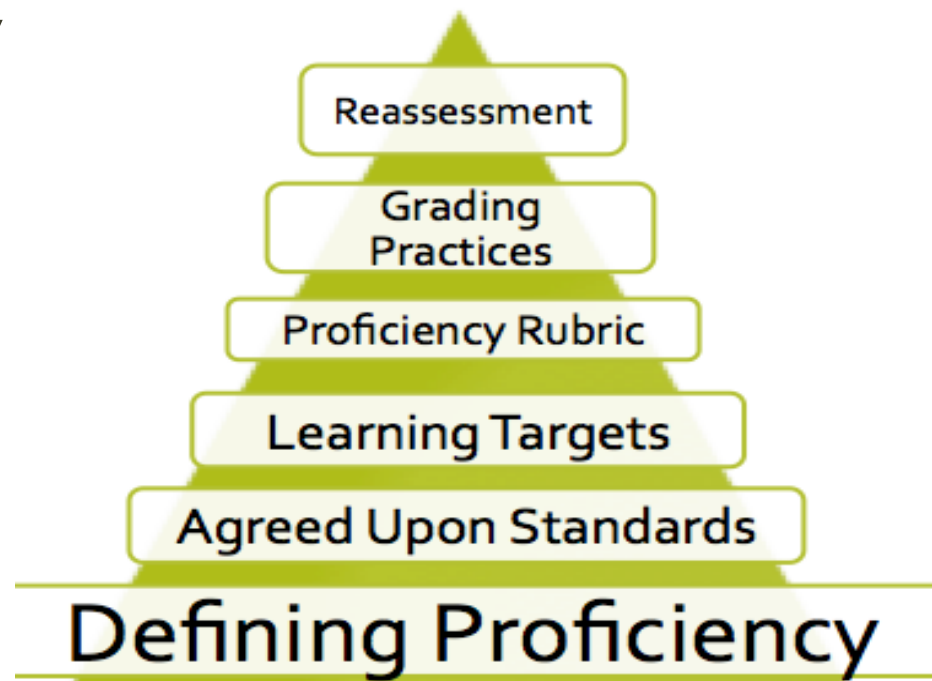 Reassessment
Grading
Practices
Proficiency Rubric
Learning Targets
Agreed Upon Standards
Defining Proficiency